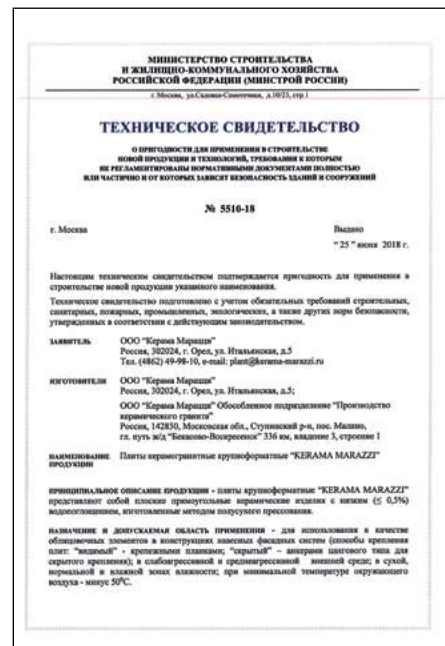 МИНИСТЕРСТВО СТРОИТЕЛЬСТВА
И ЖИЛИЩНО-КОММУНАЛЬНОГО ХОЗЯЙСТВА
РОССИЙСКОЙ ФЕДЕРАЦИИ (МИНСТРОЙ РОССИИ)
г. Москва, ул.Садовая-Самотечная, д.10/23, стр.1
ТЕХНИЧЕСКОЕ СВИДЕТЕЛЬСТВО
О ПРИГОДНОСТИ ДЛЯ ПРИМЕНЕНИЯ В СТРОИТЕЛЬСТВЕ
НОВОЙ ПРОДУКЦИИ И ТЕХНОЛОГИЙ, ТРЕБОВАНИЯ К КОТОРЫМ
НЕ РЕГЛАМЕНТИРОВАНЫ НОРМАТИВНЫМИ ДОКУМЕНТАМИ ПОЛНОСТЬЮ
ИЛИ ЧАСТИЧНО И ОТ КОТОРЫХ ЗАВИСЯТ БЕЗОПАСНОСТЬ ЗДАНИЙ И СООРУЖЕНИЙ
№ 5510-18
г. Москва Выдано
" 25 " июня 2018 г.
Настоящим техническим свидетельством подтверждается пригодность для применения в
строительстве новой продукции указанного наименования.
Техническое свидетельство подготовлено с учетом обязательных требований строительных,
санитарных, пожарных, промышленных, экологических, а также других норм безопасности,
утвержденных в соответствии с действующим законодательством.
ЗАЯВИТЕЛЬ ООО "Керама Марацци"
Россия, 302024, г. Орел, ул. Итальянская, д.5
Тел. (4862) 49-98-10, e-mail: plant@kerama-marazzi.ru
ИЗГОТОВИТЕЛИ ООО "Керама Марацци"
Россия, 302024, г. Орел, ул. Итальянская, д.5;
ООО "Керама Марацци" Обособленное подразделение "Производство
керамического гранита"
Россия, 142850, Московская обл., Ступинский р-н, пос. Малино,
гл. путь ж/д "Бекасово-Воскресенск" 336 км, владение 3, строение 1
НАИМЕНОВАНИЕ ПРОДУКЦИИ Плиты керамогранитные крупноформатные "KERAMA MARAZZI"
ПРИНЦИПИАЛЬНОЕ ОПИСАНИЕ ПРОДУКЦИИ - плиты крупноформатные "KERAMA MARAZZI"
представляют собой плоские прямоугольные керамические изделия с низким (≤ 0,5%)
водопоглощением, изготовленные методом полусухого прессования.
НАЗНАЧЕНИЕ И ДОПУСКАЕМАЯ ОБЛАСТЬ ПРИМЕНЕНИЯ - для использования в качестве
облицовочных элементов в конструкциях навесных фасадных систем (способы крепления
плит: "видимый" - крепежными планками; "скрытый" – анкерами цангового типа для
скрытого крепления); в слабоагрессивной и среднеагрессивной внешней среде; в сухой,
нормальной и влажной зонах влажности; при минимальной температуре окружающего
воздуха - минус 50⁰С.